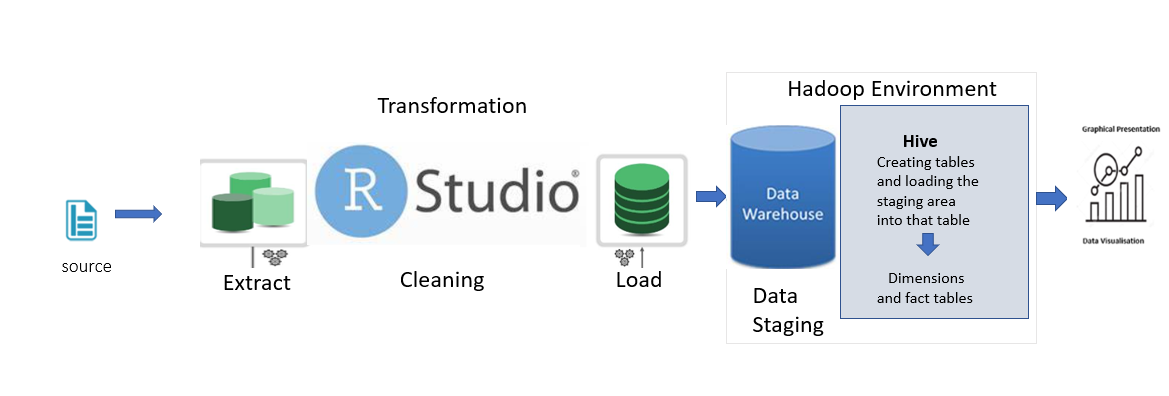 source
Extract
Transformation
R Studio®
Cleaning
Load
Hadoop Environment
Data
Warehouse
Data
Staging
Hive
Creating tables
and loading the
staging area
into that table
Dimensions
and fact tables
Graphical Presentation
Data Visualisation